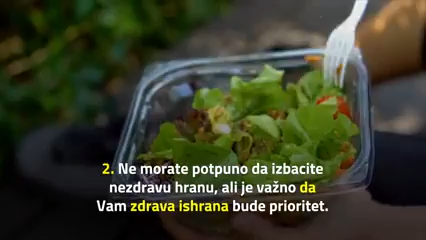 2. Ne morate potpuno da izbacite
nezdravu hranu, ali je važno da
Vam zdrava ishrana bude prioritet.